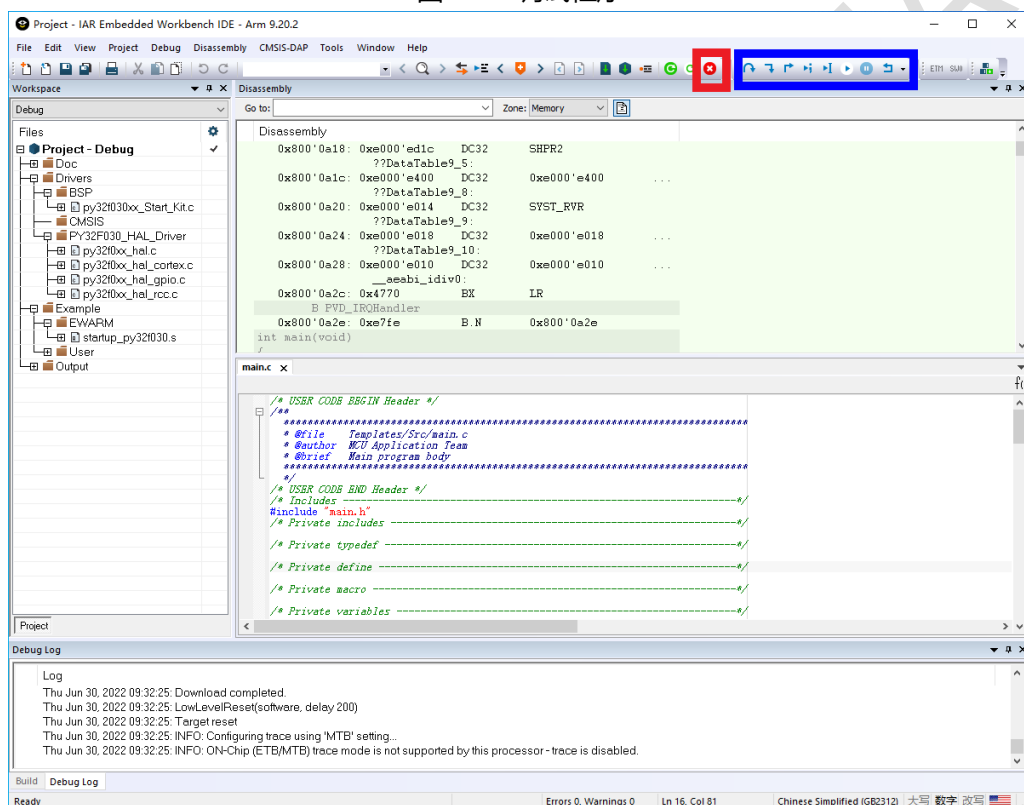 Project - IAR Embedded Workbench IDE - Arm 9.20.2
File Edit View Project Debug Disassembly CMSIS-DAP Tools Window Help
ETM SWO
Workspace
Debug
Files
Project - Debug
Doc
Drivers
BSP
py32f030xx_Start_Kit.c
CMSIS
PY32F030_HAL_Driver
py32f0xx_hal.c
py32f0xx_hal_cortex.c
py32f0xx_hal_gpio.c
py32f0xx_hal_rcc.c
Example
EWARM
startup_py32f030.s
User
Output
Project
Disassembly
Go to: Zone: Memory
Disassembly
0x800'0a18: 0xe000'ed1c DC32 SHPR2
??DataTable9_5:
0x800'0a1c: 0xe000'e400 DC32 0xe000'e400 ...
??DataTable9_8:
0x800'0a20: 0xe000'e014 DC32 SYST_RVR
??DataTable9_9:
0x800'0a24: 0xe000'e018 DC32 0xe000'e018 ...
??DataTable9_10:
0x800'0a28: 0xe000'e010 DC32 0xe000'e010 ...
__aeabi_idiv0:
0x800'0a2c: 0x4770 BX LR
B PVD_IRQHandler
0x800'0a2e: 0xe7fe B.N 0x800'0a2e
int main(void)
main.c
/* USER CODE BEGIN Header */
/**
******************************************************************************
* @file Templates/Src/main.c
* @author MCU Application Team
* @brief Main program body
******************************************************************************
*/
/* USER CODE END Header */
/* Includes ------------------------------------------------------------------*/
#include "main.h"
/* Private includes ----------------------------------------------------------*/
/* Private typedef -----------------------------------------------------------*/
/* Private define ------------------------------------------------------------*/
/* Private macro -------------------------------------------------------------*/
/* Private variables ---------------------------------------------------------*/
Debug Log
Log
Thu Jun 30, 2022 09:32:25: Download completed.
Thu Jun 30, 2022 09:32:25: LowLevelReset(software, delay 200)
Thu Jun 30, 2022 09:32:25: Target reset
Thu Jun 30, 2022 09:32:25: INFO: Configuring trace using 'MTB' setting...
Thu Jun 30, 2022 09:32:25: INFO: ON-Chip (ETB/MTB) trace mode is not supported by this processor - trace is disabled.
Build Debug Log
Ready Errors 0, Warnings 0 Ln 16, Col 81 Chinese Simplified (GB2312) 大写 数字 改写